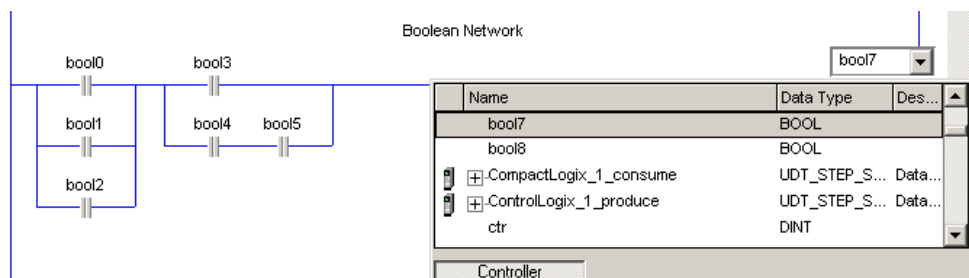 Boolean Network
bool0 bool3 bool7
Name Data Type Des...
bool1 bool4 bool5 bool7 BOOL
bool8 BOOL
bool2 CompactLogix_1_consume UDT_STEP_S... Data...
ControlLogix_1_produce UDT_STEP_S... Data...
ctr DINT
Controller